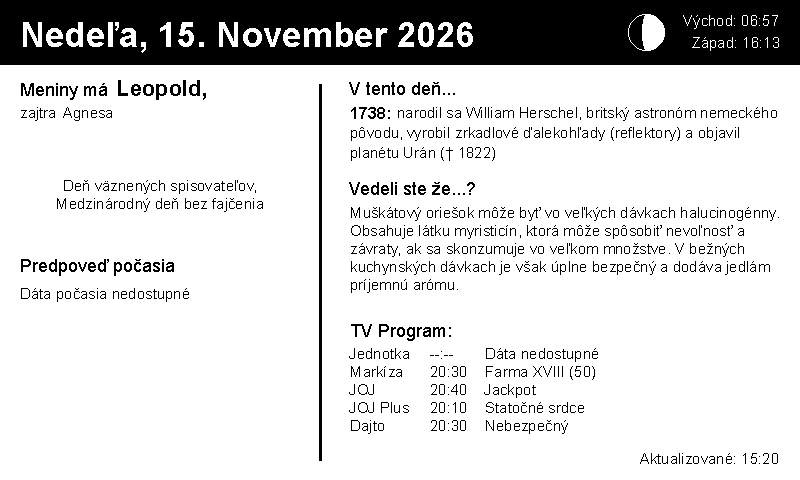 Nedeľa, 15. November 2026
Východ: 06:57
Západ: 16:13
Meniny má Leopold,
zajtra Agnesa
Deň väznených spisovateľov,
Medzinárodný deň bez fajčenia
Predpoveď počasia
Dáta počasia nedostupné
V tento deň...
1738: narodil sa William Herschel, britský astronóm nemeckého
pôvodu, vyrobil zrkadlové ďalekohľady (reflektory) a objavil
planétu Urán († 1822)
Vedeli ste že...?
Muškátový oriešok môže byť vo veľkých dávkach halucinogénny.
Obsahuje látku myristicín, ktorá môže spôsobiť nevoľnosť a
závraty, ak sa skonzumuje vo veľkom množstve. V bežných
kuchynských dávkach je však úplne bezpečný a dodáva jedlám
príjemnú arómu.
TV Program:
Jednotka --:-- Dáta nedostupné
Markíza 20:30 Farma XVIII (50)
JOJ 20:40 Jackpot
JOJ Plus 20:10 Statočné srdce
Dajto 20:30 Nebezpečný
Aktualizované: 15:20